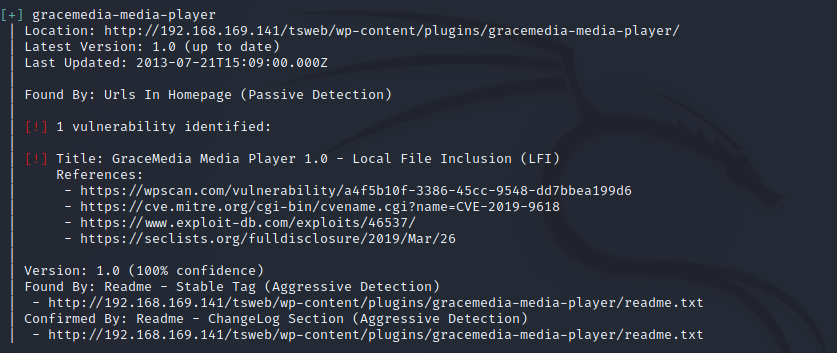 [+] gracemedia-media-player
| Location: http://192.168.169.141/tsweb/wp-content/plugins/gracemedia-media-player/
| Latest Version: 1.0 (up to date)
| Last Updated: 2013-07-21T15:09:00.000Z
|
| Found By: Urls In Homepage (Passive Detection)
|
| [!] 1 vulnerability identified:
|
| [!] Title: GraceMedia Media Player 1.0 - Local File Inclusion (LFI)
|     References:
|      - https://wpscan.com/vulnerability/a4f5b10f-3386-45cc-9548-dd7bbea199d6
|      - https://cve.mitre.org/cgi-bin/cvename.cgi?name=CVE-2019-9618
|      - https://www.exploit-db.com/exploits/46537/
|      - https://seclists.org/fulldisclosure/2019/Mar/26
|
| Version: 1.0 (100% confidence)
| Found By: Readme - Stable Tag (Aggressive Detection)
|  - http://192.168.169.141/tsweb/wp-content/plugins/gracemedia-media-player/readme.txt
| Confirmed By: Readme - ChangeLog Section (Aggressive Detection)
|  - http://192.168.169.141/tsweb/wp-content/plugins/gracemedia-media-player/readme.txt